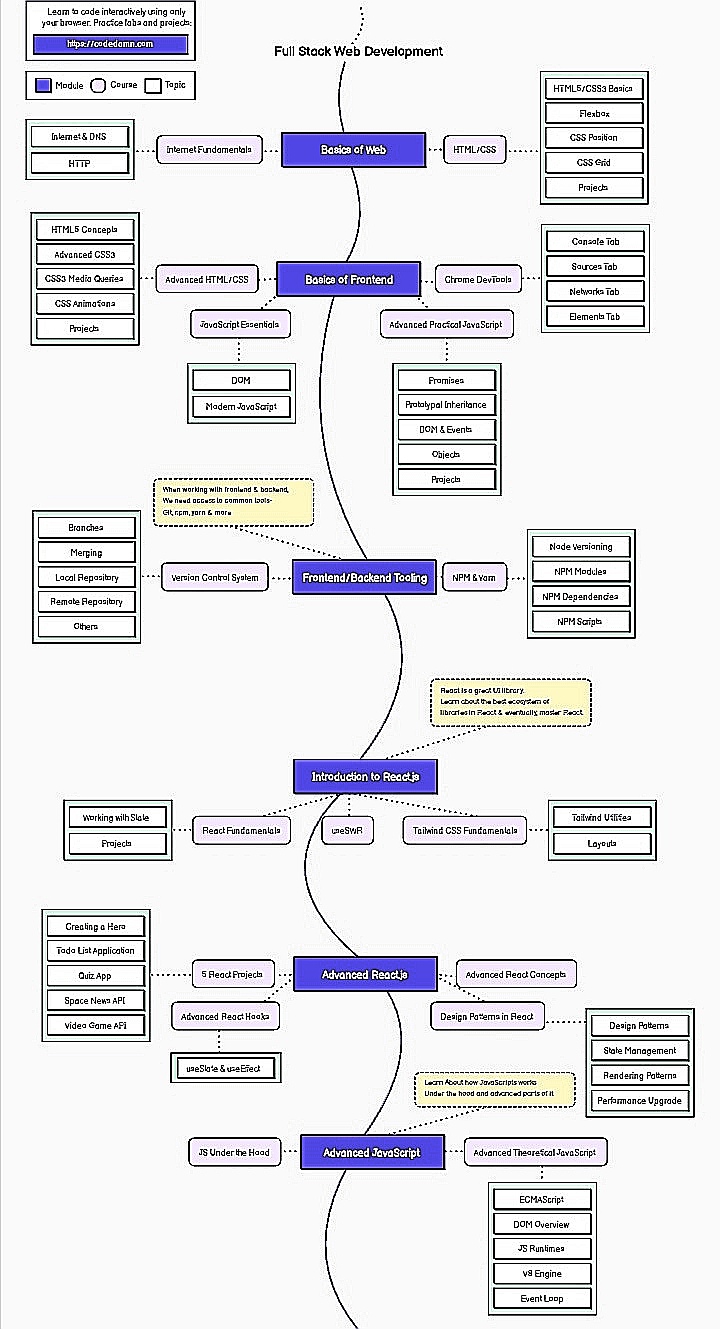 Learn to code interactively using only
your browser. Practice labs and projects:
https://codedamn.com
Module
Course
Topic
Full Stack Web Development
Internet & DNS
HTTP
Internet Fundamentals
Basics of Web
HTML/CSS
HTML5/CSS3 Basics
Flexbox
CSS Position
CSS Grid
Projects
HTML5 Concepts
Advanced CSS3
CSS3 Media Queries
CSS Animations
Projects
Advanced HTML/CSS
Basics of Frontend
Chrome DevTools
Console Tab
Sources Tab
Networks Tab
Elements Tab
JavaScript Essentials
Advanced Practical JavaScript
DOM
Modern JavaScript
Promises
Prototypal Inheritance
DOM & Events
Objects
Projects
When working with frontend & backend,
We need access to common tools-
Git, npm, yarn & more
Branches
Merging
Local Repository
Remote Repository
Others
Version Control System
Frontend/Backend Tooling
NPM & Yarn
Node Versioning
NPM Modules
NPM Dependencies
NPM Scripts
React is a great UI library.
Learn about the best ecosystem of
libraries in React & eventually, master React.
Introduction to React.js
Working with State
Projects
React Fundamentals
useSWR
Tailwind CSS Fundamentals
Tailwind Utilities
Layouts
Creating a Hero
Todo List Application
Quiz App
Space News API
Video Game API
5 React Projects
Advanced React.js
Advanced React Concepts
Advanced React Hooks
Design Patterns in React
useState & useEffect
Design Patterns
State Management
Rendering Patterns
Performance Upgrade
Learn About how JavaScripts works
Under the hood and advanced parts of it
JS Under the Hood
Advanced JavaScript
Advanced Theoretical JavaScript
ECMAScript
DOM Overview
JS Runtimes
V8 Engine
Event Loop